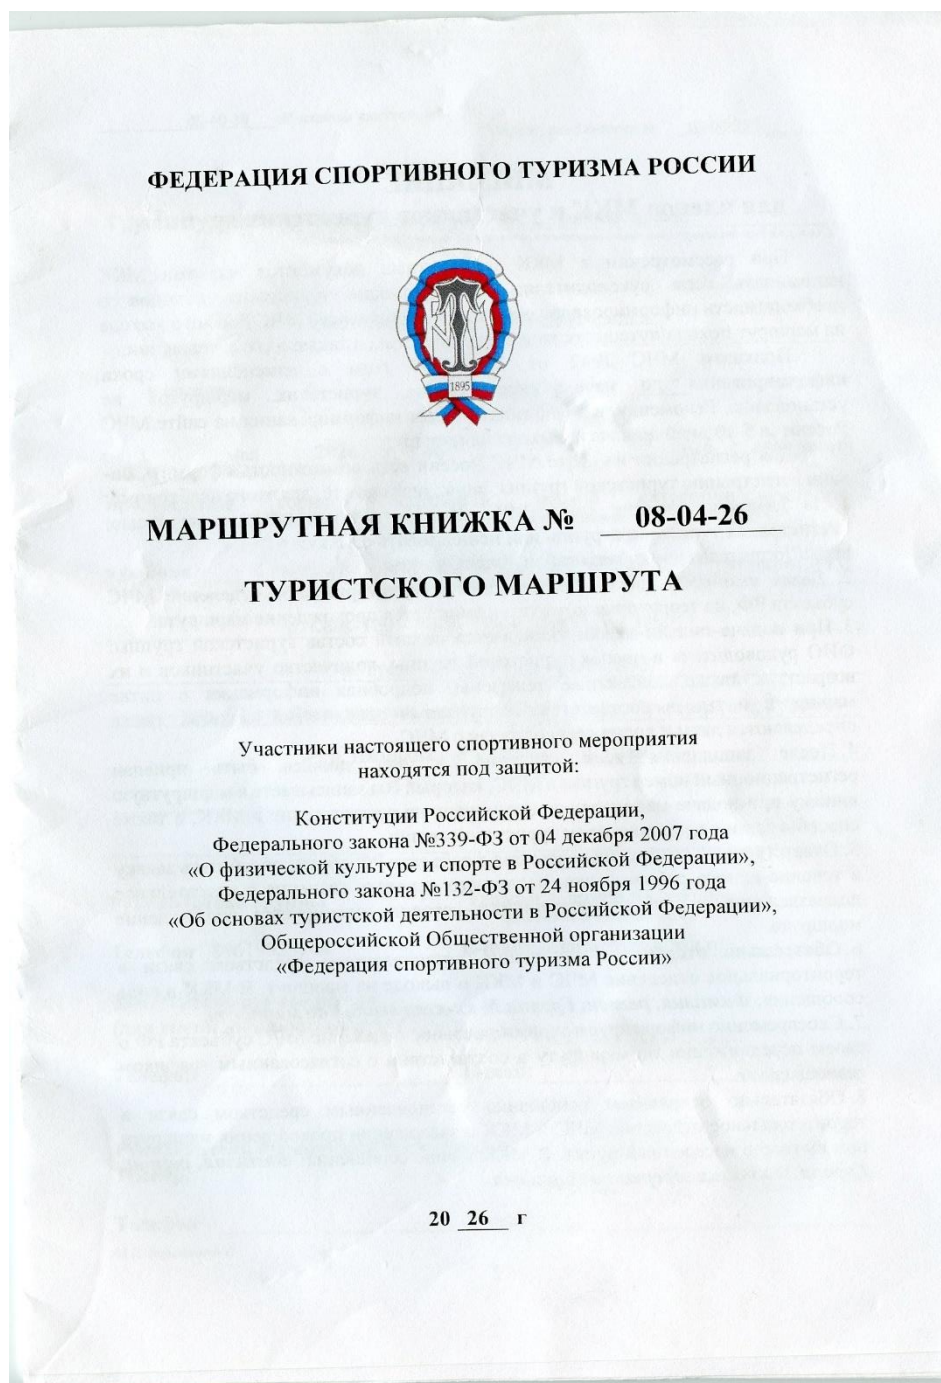 ФЕДЕРАЦИЯ СПОРТИВНОГО ТУРИЗМА РОССИИ
1895
МАРШРУТНАЯ КНИЖКА № 08-04-26
ТУРИСТСКОГО МАРШРУТА
Участники настоящего спортивного мероприятия
находятся под защитой:
Конституции Российской Федерации,
Федерального закона №339-ФЗ от 04 декабря 2007 года
«О физической культуре и спорте в Российской Федерации»,
Федерального закона №132-ФЗ от 24 ноября 1996 года
«Об основах туристской деятельности в Российской Федерации»,
Общероссийской Общественной организации
«Федерация спортивного туризма России»
20 26 г